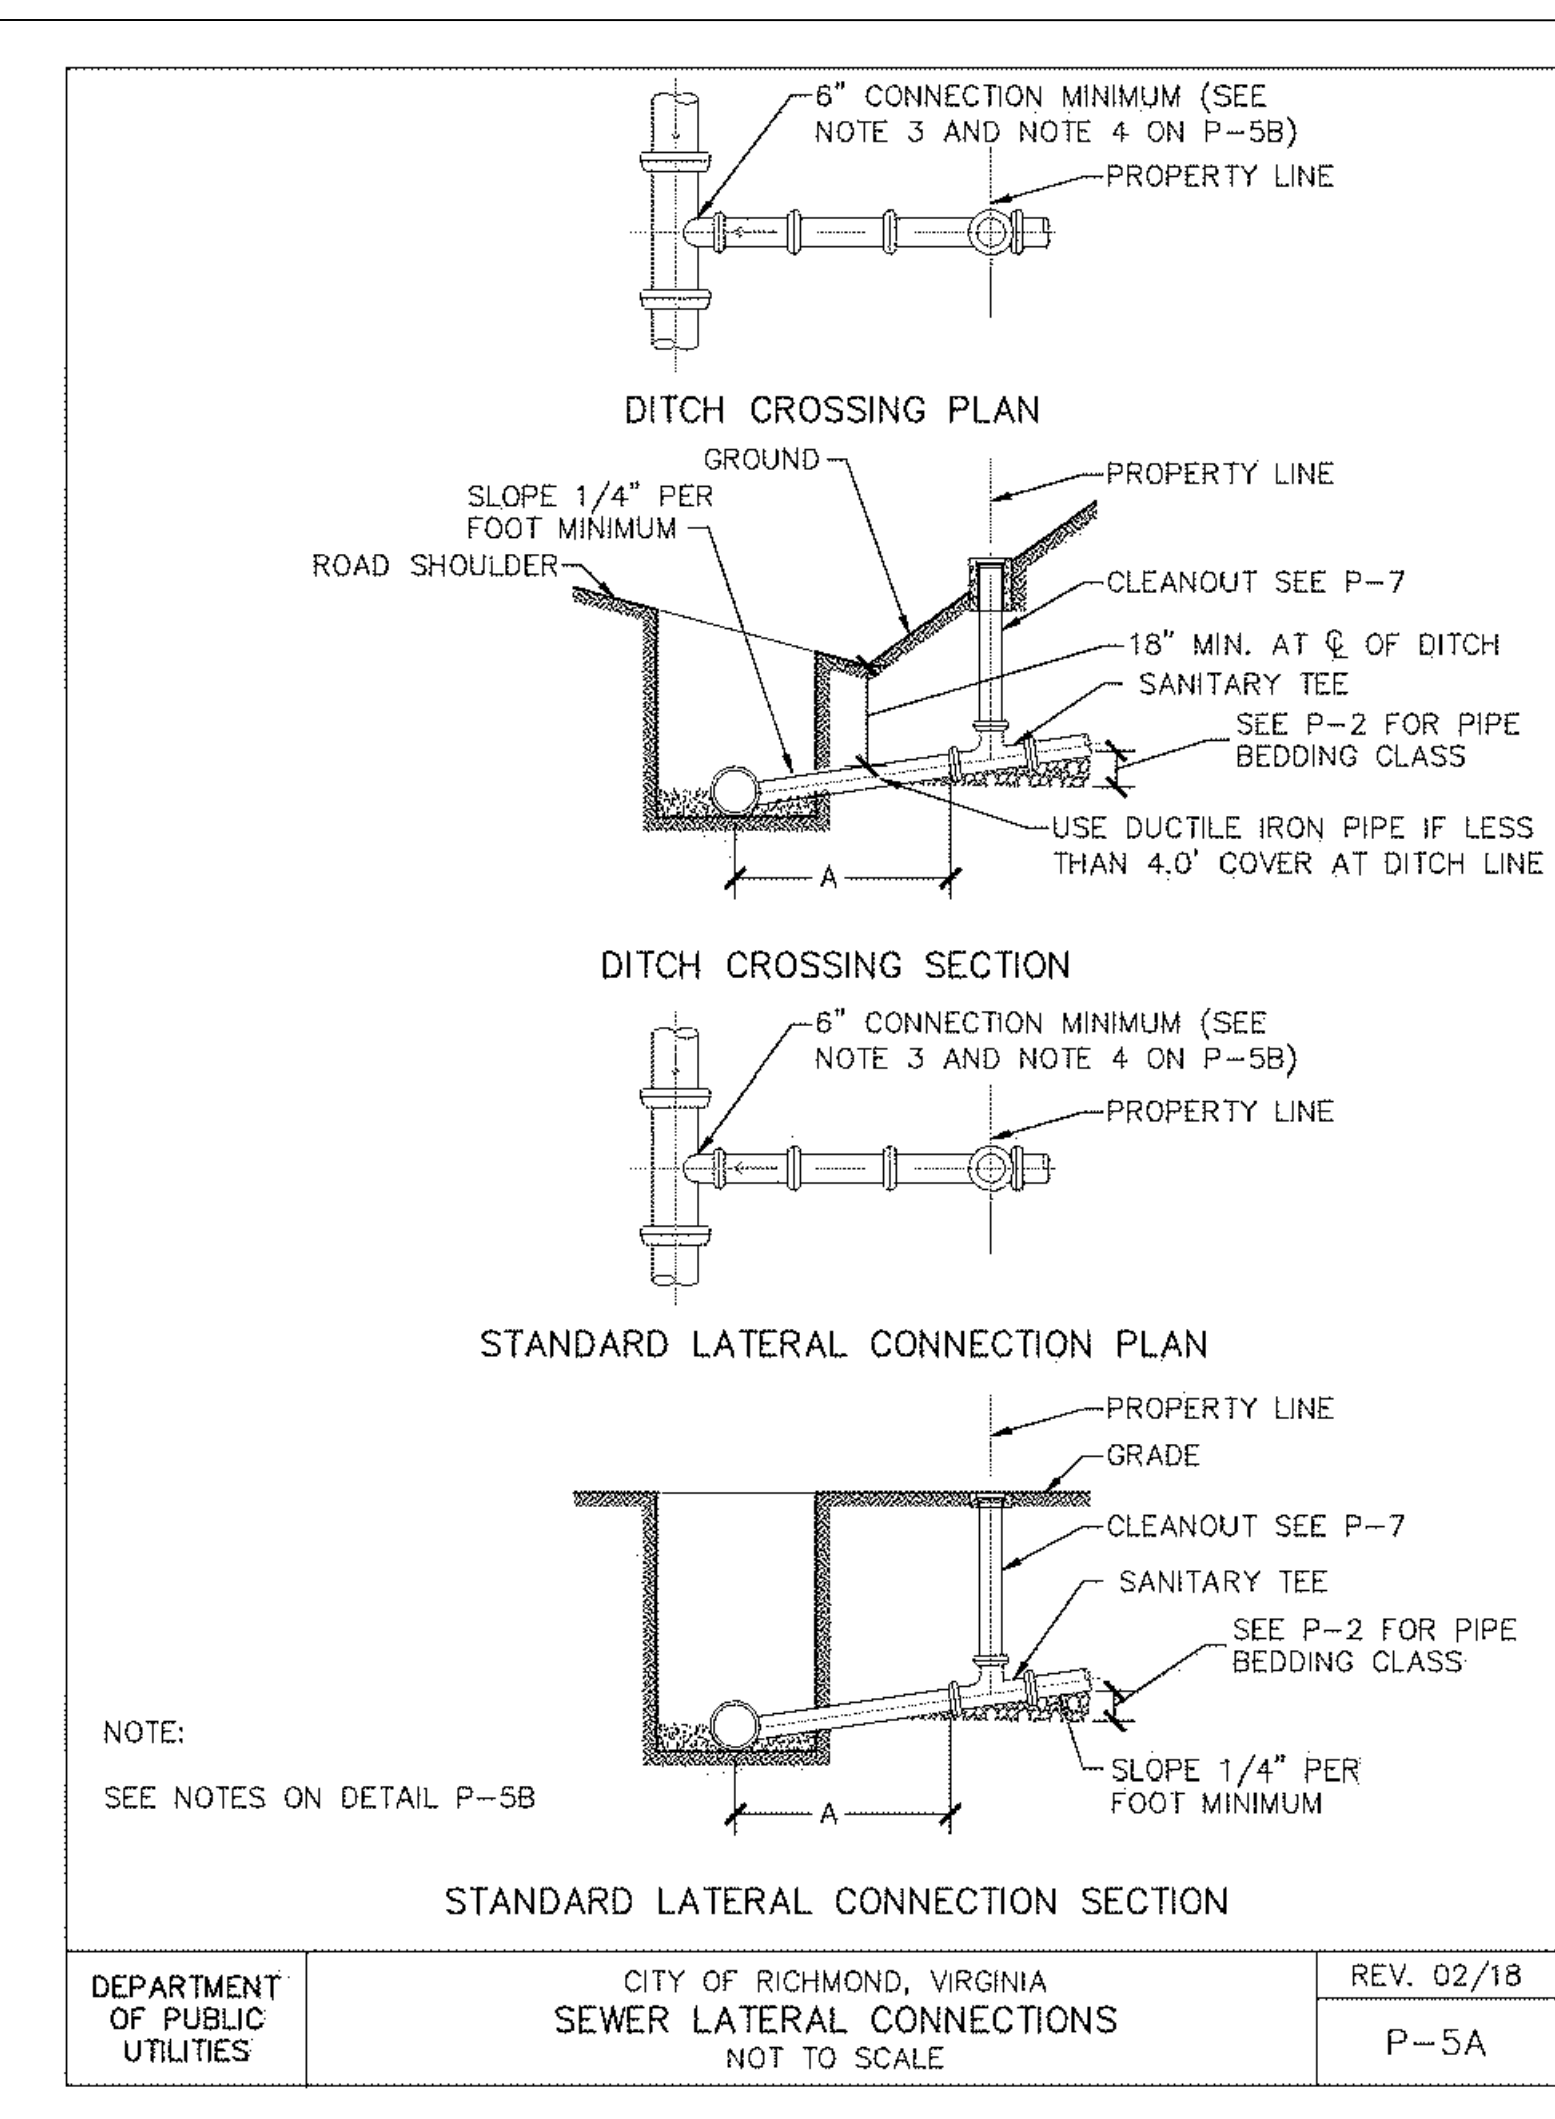 6" CONNECTION MINIMUM (SEE
NOTE 3 AND NOTE 4 ON P-5B)
PROPERTY LINE
DITCH CROSSING PLAN
GROUND
PROPERTY LINE
SLOPE 1/4" PER
FOOT MINIMUM
ROAD SHOULDER
CLEANOUT SEE P-7
18" MIN. AT ℄ OF DITCH
SANITARY TEE
SEE P-2 FOR PIPE
BEDDING CLASS
USE DUCTILE IRON PIPE IF LESS
THAN 4.0' COVER AT DITCH LINE
A
DITCH CROSSING SECTION
6" CONNECTION MINIMUM (SEE
NOTE 3 AND NOTE 4 ON P-5B)
PROPERTY LINE
STANDARD LATERAL CONNECTION PLAN
PROPERTY LINE
GRADE
CLEANOUT SEE P-7
SANITARY TEE
SEE P-2 FOR PIPE
BEDDING CLASS
SLOPE 1/4" PER
FOOT MINIMUM
A
NOTE:
SEE NOTES ON DETAIL P-5B
STANDARD LATERAL CONNECTION SECTION
DEPARTMENT
OF PUBLIC
UTILITIES
CITY OF RICHMOND, VIRGINIA
SEWER LATERAL CONNECTIONS
NOT TO SCALE
REV. 02/18
P-5A